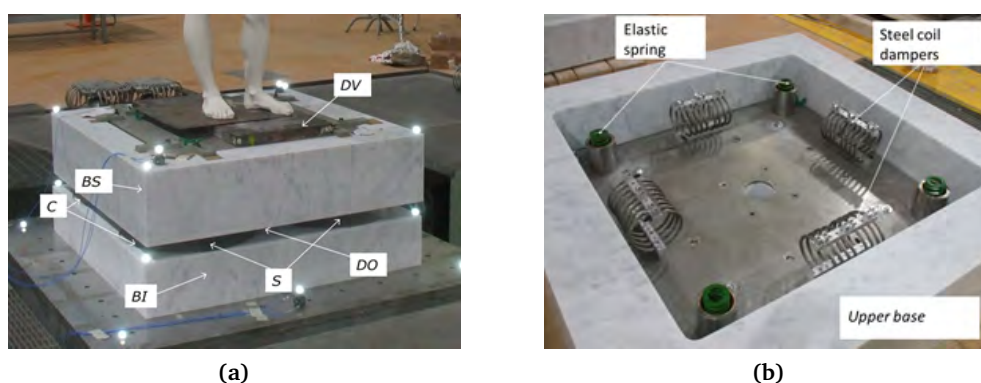 DV
BS
C
S
DO
BI
(a)
Elastic
spring
Steel coil
dampers
Upper base
(b)